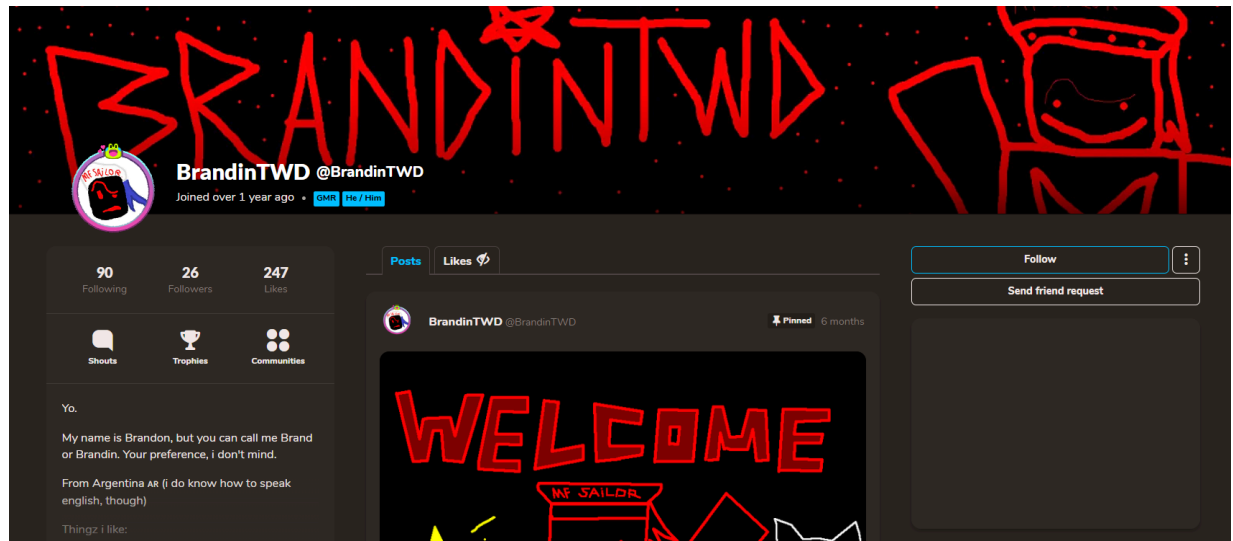 BRANDINTWD
MF SAILOR
BrandinTWD @BrandinTWD
Joined over 1 year ago • GMR He / Him
90 26 247
Following Followers Likes
Shouts Trophies Communities
Yo.
My name is Brandon, but you can call me Brand
or Brandin. Your preference, i don't mind.
From Argentina AR (i do know how to speak
english, though)
Thingz i like:
Posts Likes
BrandinTWD @BrandinTWD Pinned 6 months
WELCOME
MF SAILOR
Follow
Send friend request